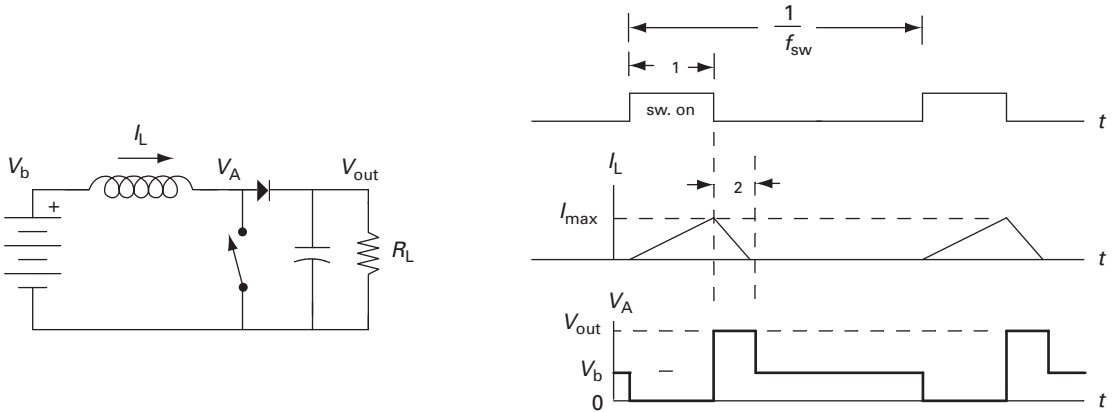 V_b
+
I_L
V_A
V_out
R_L
1
f_sw
1
sw. on
t
I_L
2
I_max
t
V_A
V_out
V_b
0
t